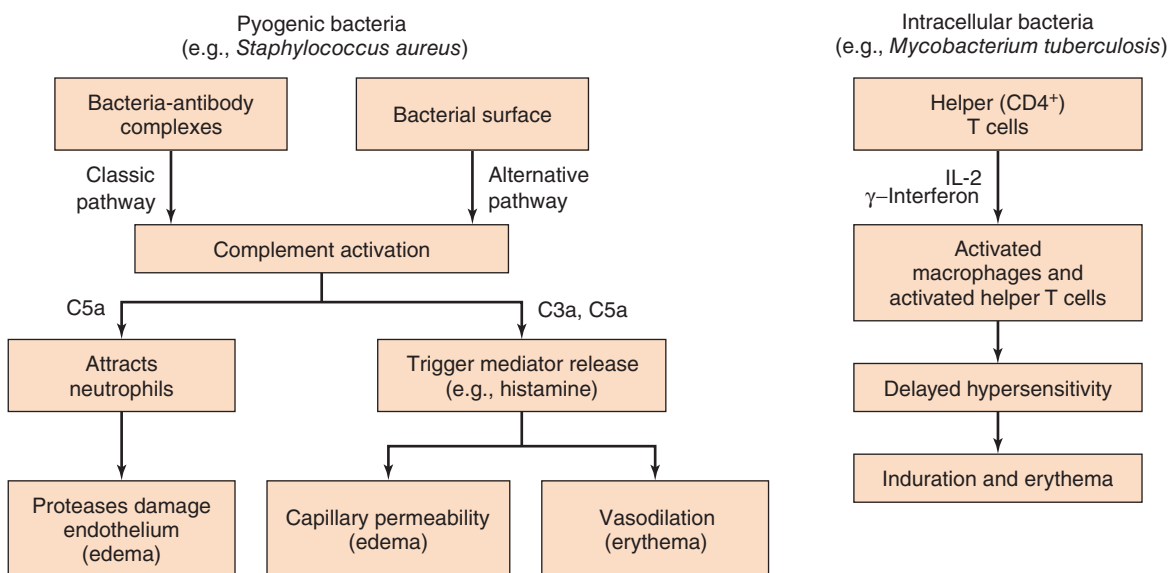 Pyogenic bacteria
(e.g., Staphylococcus aureus)
Bacteria-antibody
complexes
Bacterial surface
Classic
pathway
Alternative
pathway
Complement activation
C5a
C3a, C5a
Attracts
neutrophils
Trigger mediator release
(e.g., histamine)
Proteases damage
endothelium
(edema)
Capillary permeability
(edema)
Vasodilation
(erythema)
Intracellular bacteria
(e.g., Mycobacterium tuberculosis)
Helper (CD4⁺)
T cells
IL-2
γ–Interferon
Activated
macrophages and
activated helper T cells
Delayed hypersensitivity
Induration and erythema